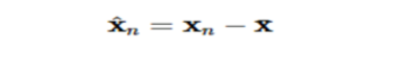 x̂ₙ = xₙ − x